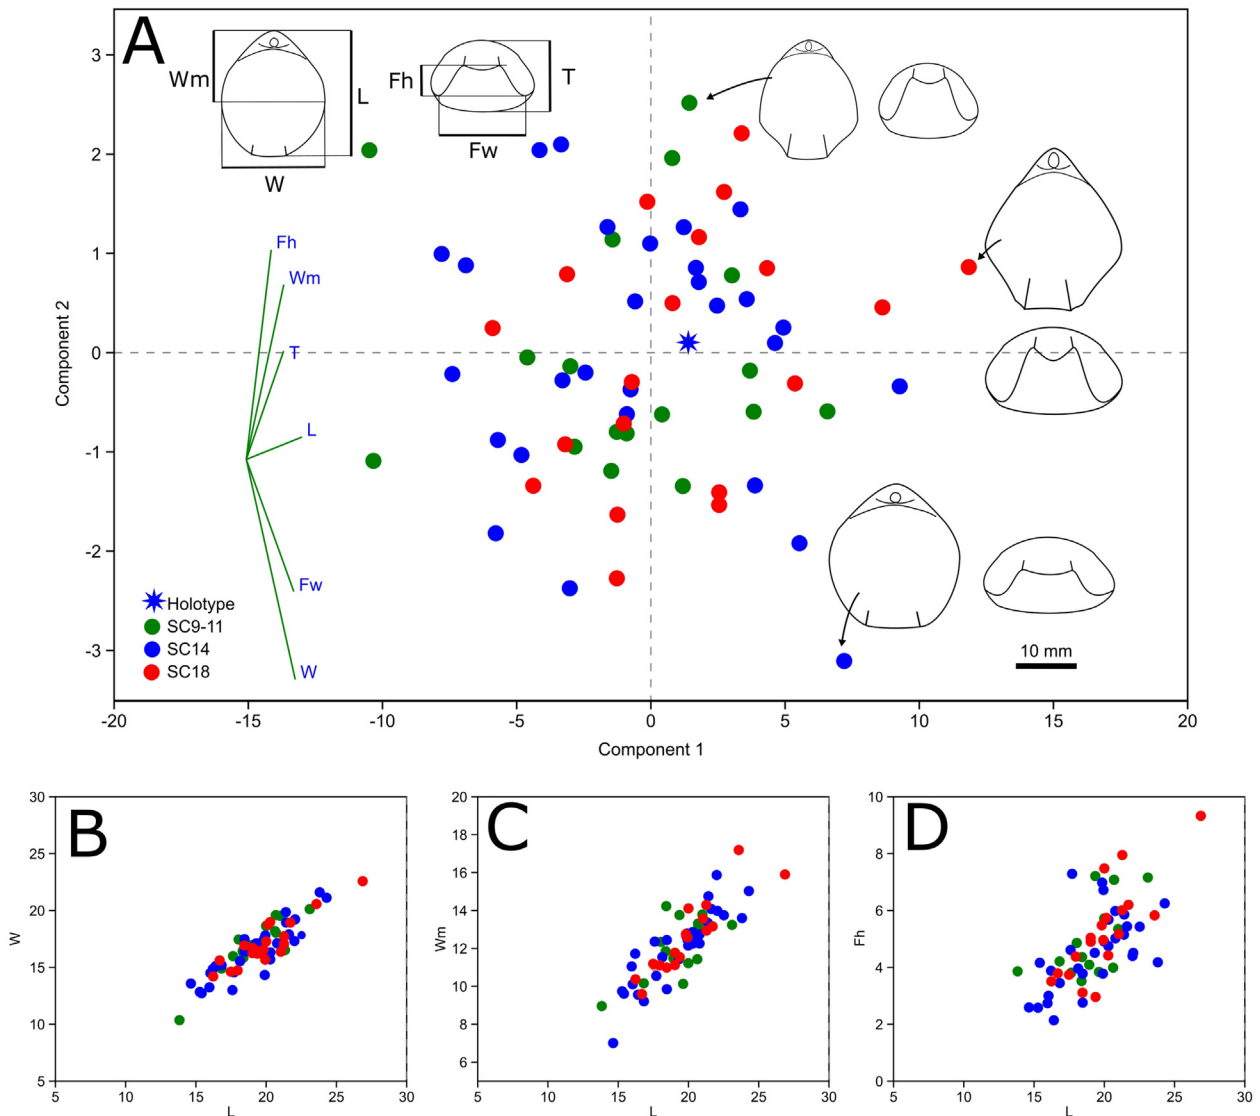 A
Wm
L
W
Fh
T
Fw
3
2
1
0
-1
-2
-3
Component 2
Fh
Wm
T
L
Fw
W
Holotype
SC9-11
SC14
SC18
10 mm
-20 -15 -10 -5 0 5 10 15 20
Component 1
B
30
25
20
15
10
5
W
5 10 15 20 25 30
L
C
20
18
16
14
12
10
8
6
Wm
5 10 15 20 25 30
L
D
10
8
6
4
2
0
Fh
5 10 15 20 25 30
L